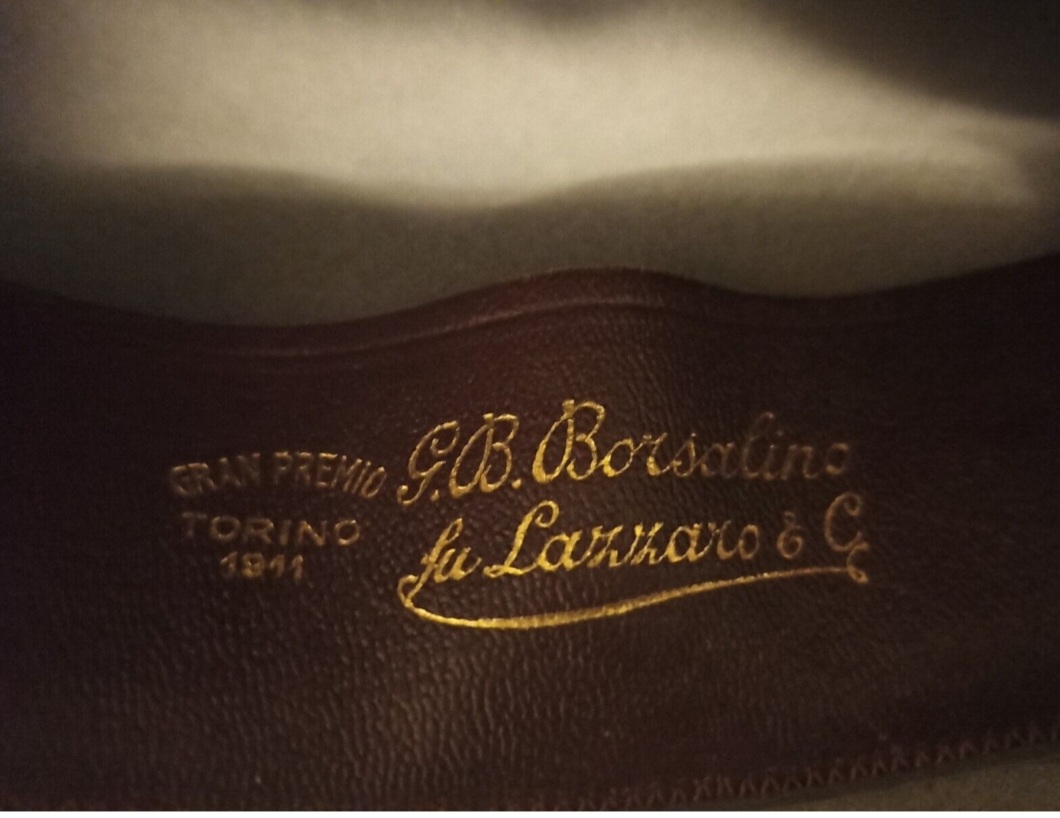 GRAN PREMIO
TORINO
1911
G.B. Borsalino
fu Lazzaro & C.